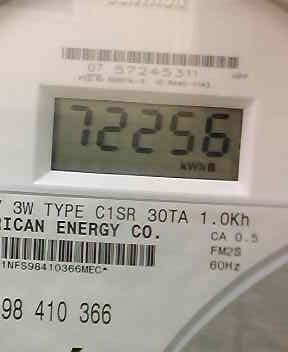 07 57245311
72256
kWh
3W TYPE C1SR 30TA 1.0Kh
RICAN ENERGY CO.
CA 0.5
FM2S
1NFS98410366MEC*
60Hz
98 410 366